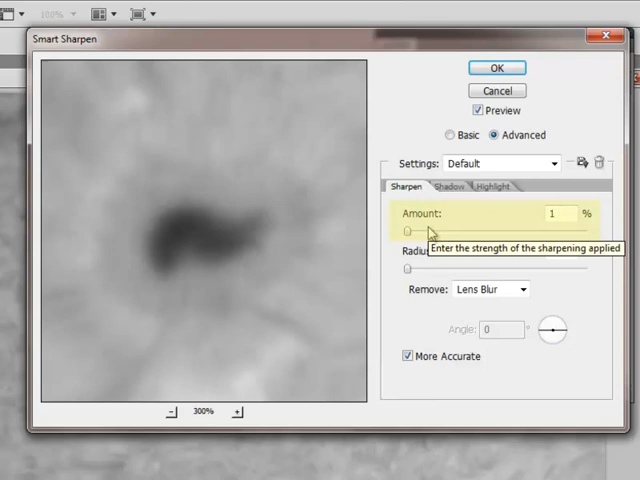 100%
Smart Sharpen
OK
Cancel
Preview
Basic Advanced
Settings: Default
Sharpen Shadow Highlight
Amount: 1 %
Enter the strength of the sharpening applied
Radiu
Remove: Lens Blur
Angle: 0 °
More Accurate
300%